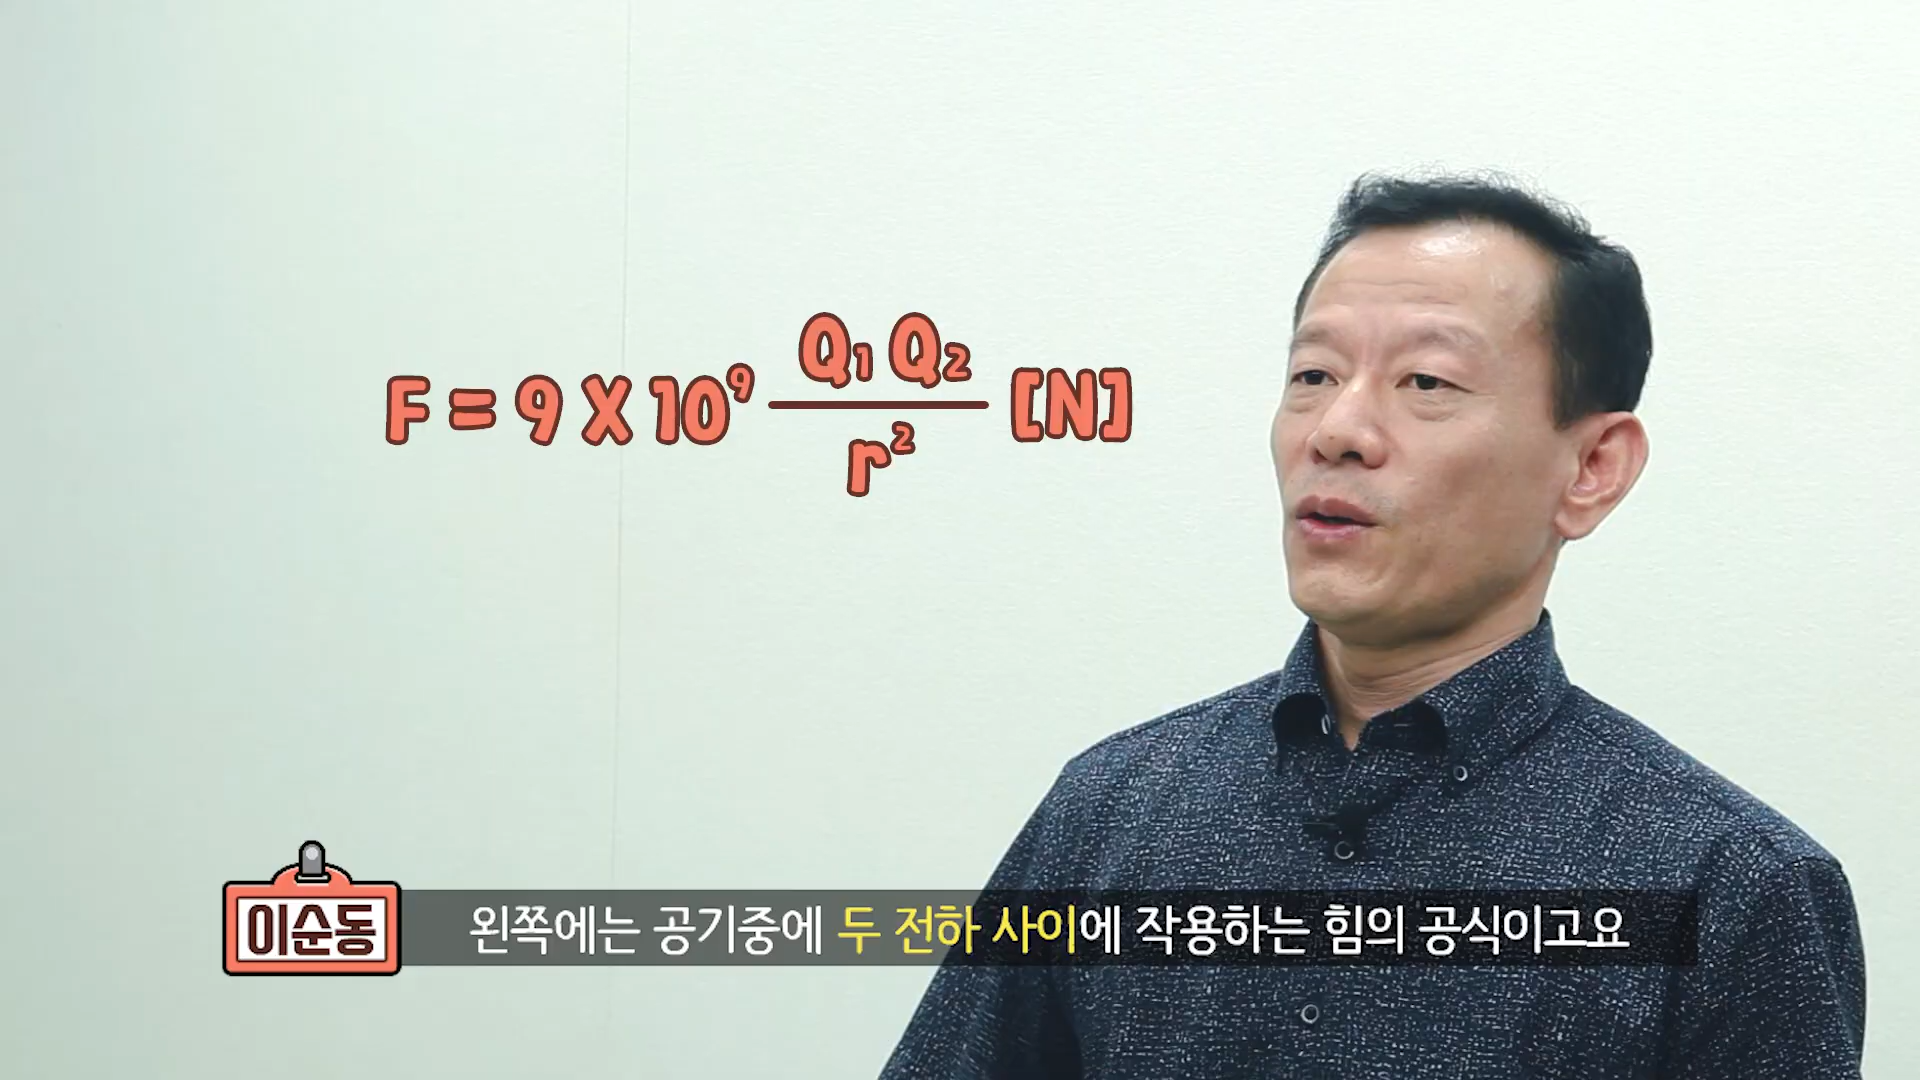 F = 9 X 10⁹ Q₁ Q₂ / r² [N]
이순동
왼쪽에는 공기중에 두 전하 사이에 작용하는 힘의 공식이고요